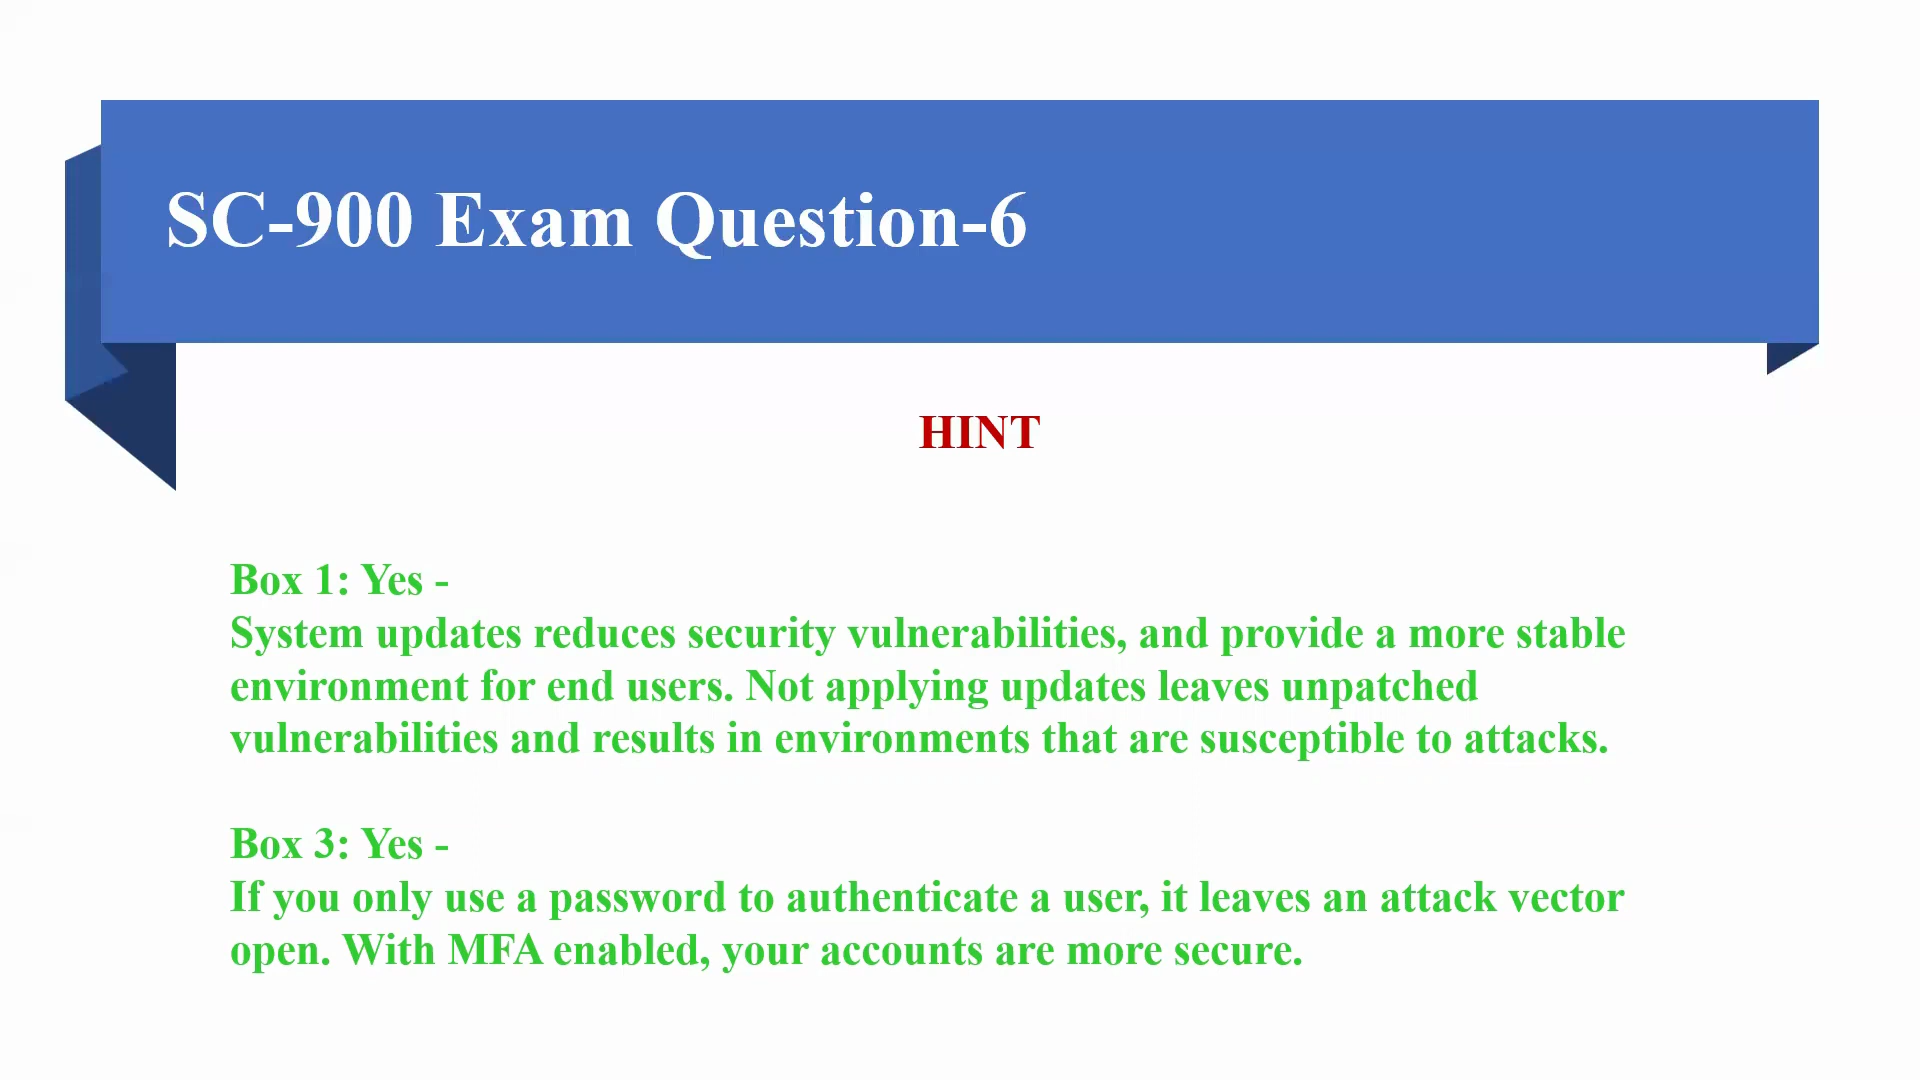 SC-900 Exam Question-6
HINT
Box 1: Yes -
System updates reduces security vulnerabilities, and provide a more stable
environment for end users. Not applying updates leaves unpatched
vulnerabilities and results in environments that are susceptible to attacks.
Box 3: Yes -
If you only use a password to authenticate a user, it leaves an attack vector
open. With MFA enabled, your accounts are more secure.